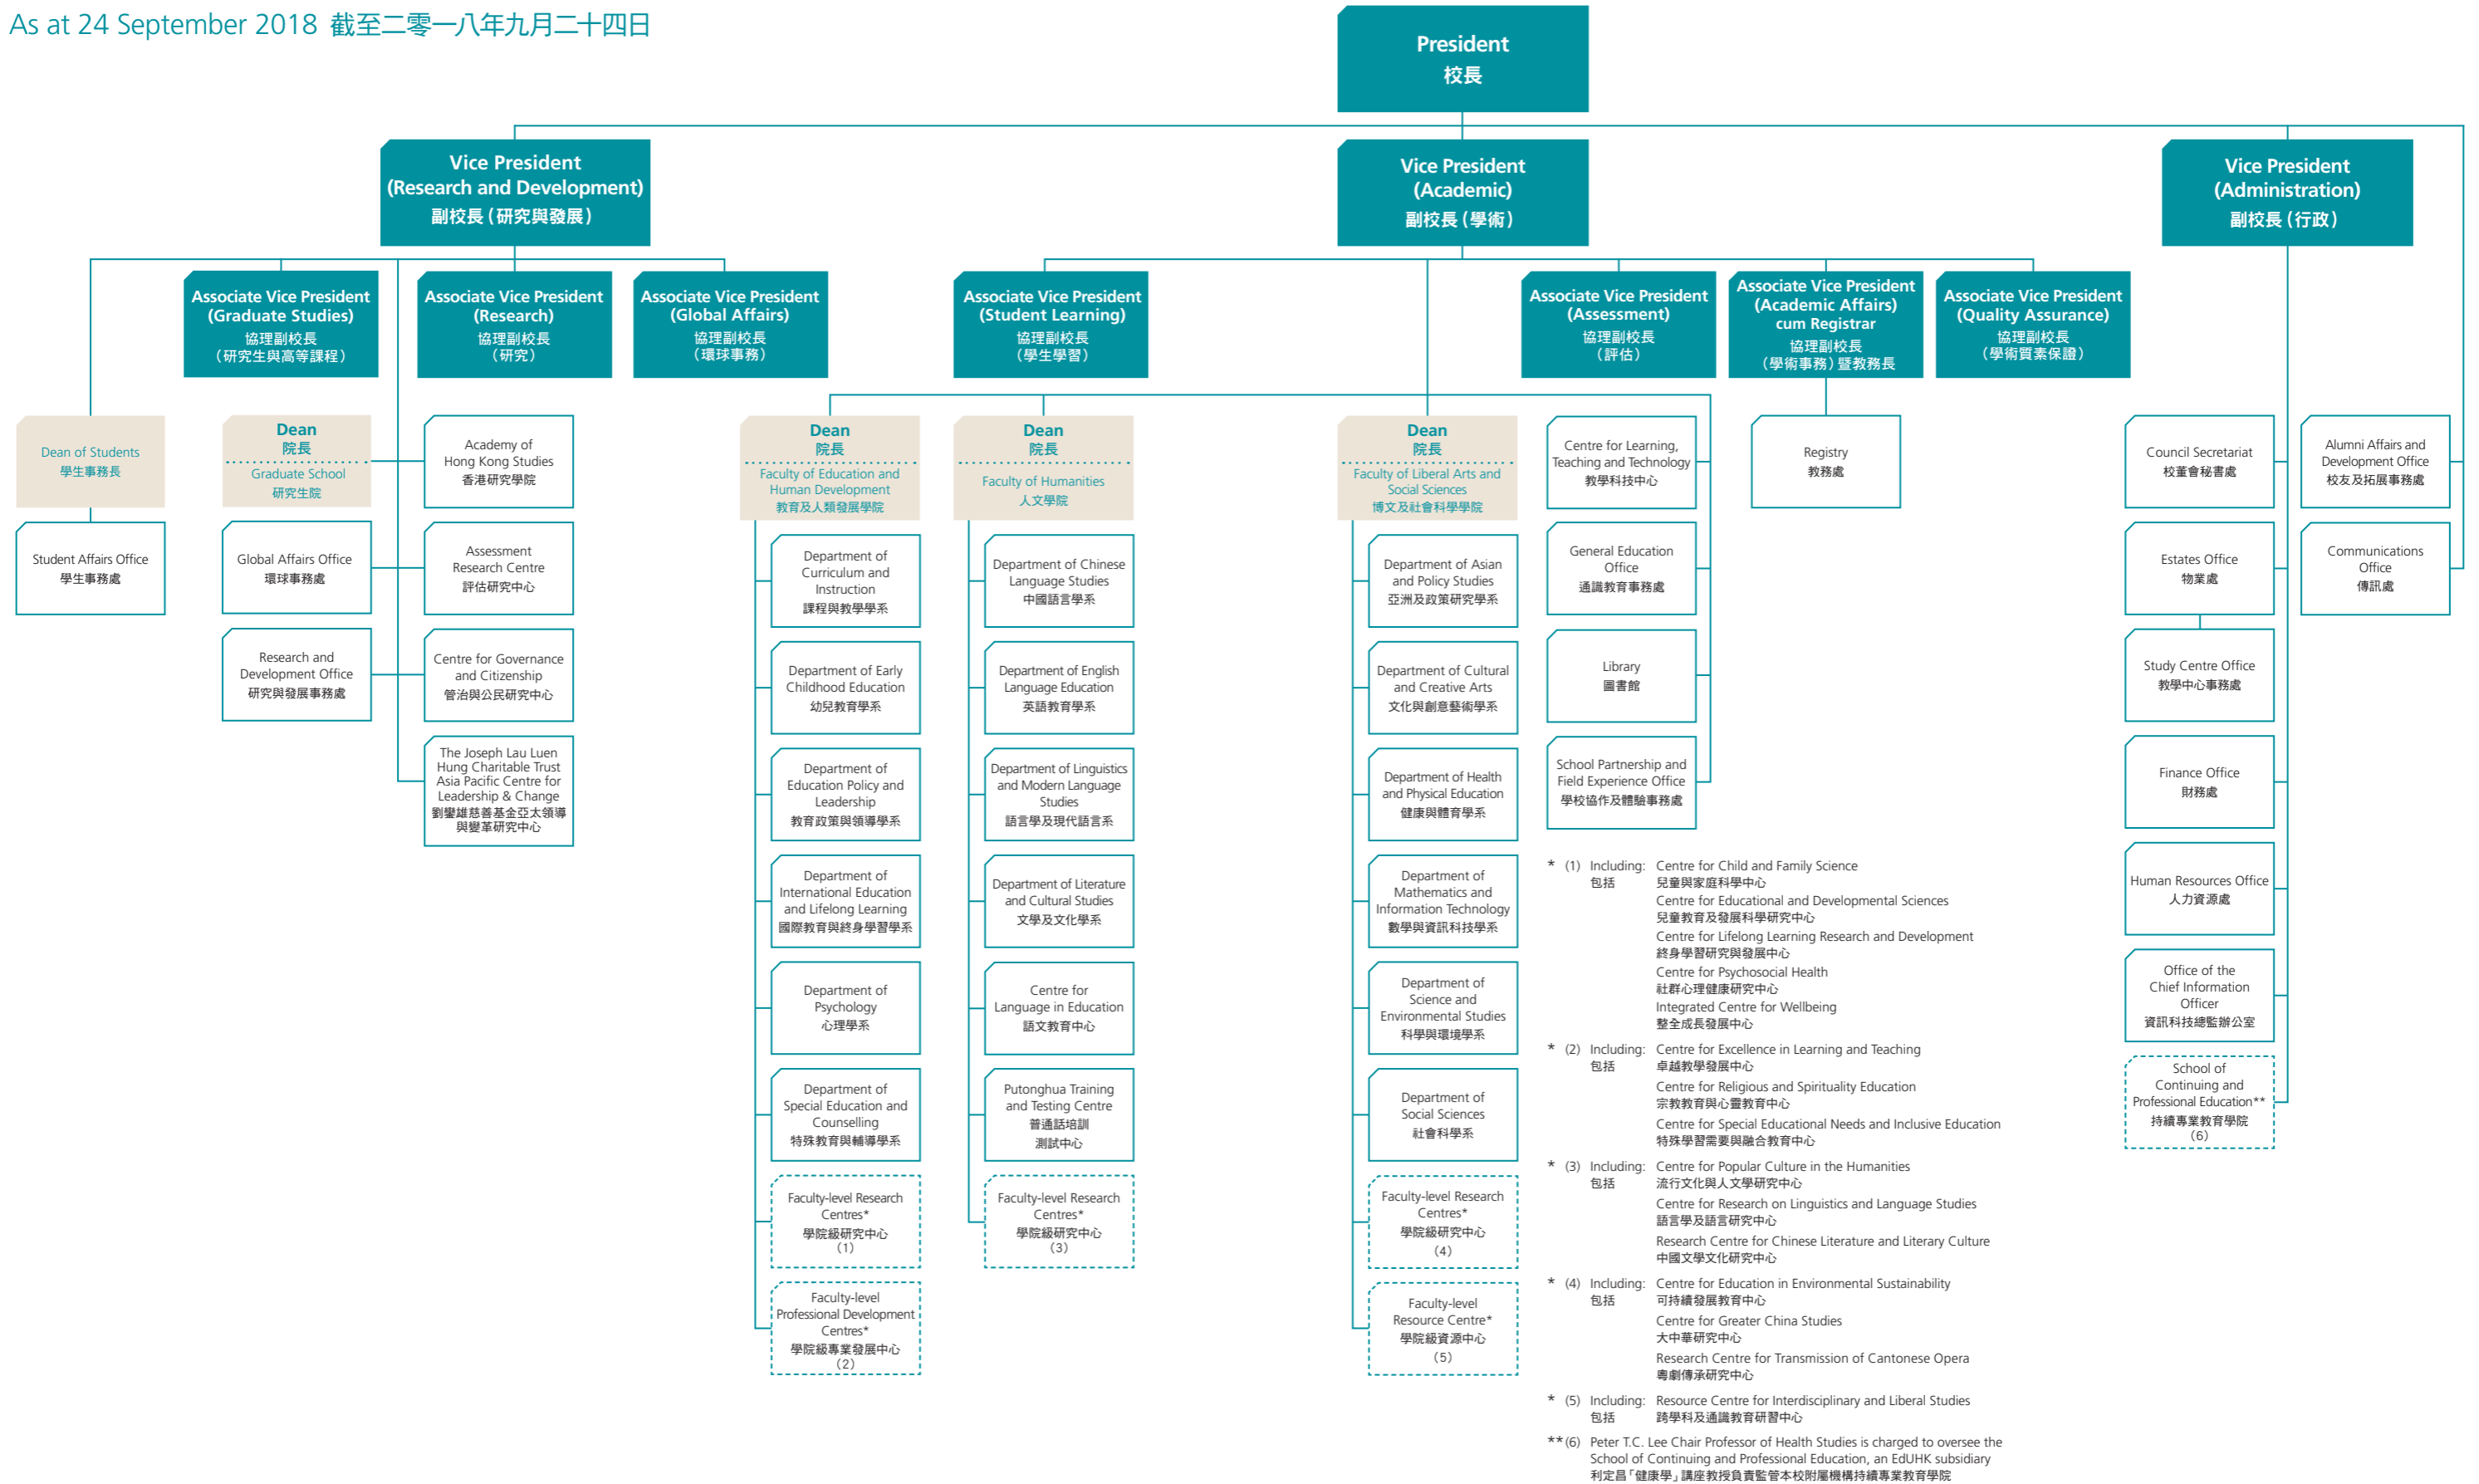 As at 24 September 2018 截至二零一八年九月二十四日
President
校長
Vice President
(Research and Development)
副校長（研究與發展）
Vice President
(Academic)
副校長（學術）
Vice President
(Administration)
副校長（行政）
Associate Vice President
(Graduate Studies)
協理副校長
（研究生與高等課程）
Associate Vice President
(Research)
協理副校長
（研究）
Associate Vice President
(Global Affairs)
協理副校長
（環球事務）
Associate Vice President
(Student Learning)
協理副校長
（學生學習）
Associate Vice President
(Assessment)
協理副校長
（評估）
Associate Vice President
(Academic Affairs)
cum Registrar
協理副校長
（學術事務）暨教務長
Associate Vice President
(Quality Assurance)
協理副校長
（學術質素保證）
Dean of Students
學生事務長
Student Affairs Office
學生事務處
Dean
院長
Graduate School
研究生院
Global Affairs Office
環球事務處
Research and
Development Office
研究與發展事務處
Academy of
Hong Kong Studies
香港研究學院
Assessment
Research Centre
評估研究中心
Centre for Governance
and Citizenship
管治與公民研究中心
The Joseph Lau Luen
Hung Charitable Trust
Asia Pacific Centre for
Leadership & Change
劉鑾雄慈善基金亞太領導
與變革研究中心
Dean
院長
Faculty of Education and
Human Development
教育及人類發展學院
Department of
Curriculum and
Instruction
課程與教學學系
Department of Early
Childhood Education
幼兒教育學系
Department of
Education Policy and
Leadership
教育政策與領導學系
Department of
International Education
and Lifelong Learning
國際教育與終身學習學系
Department of
Psychology
心理學系
Department of
Special Education and
Counselling
特殊教育與輔導學系
Faculty-level Research
Centres*
學院級研究中心
（1）
Faculty-level
Professional Development
Centres*
學院級專業發展中心
（2）
Dean
院長
Faculty of Humanities
人文學院
Department of Chinese
Language Studies
中國語言學系
Department of English
Language Education
英語教育學系
Department of Linguistics
and Modern Language
Studies
語言學及現代語言系
Department of Literature
and Cultural Studies
文學及文化學系
Centre for
Language in Education
語文教育中心
Putonghua Training
and Testing Centre
普通話培訓
測試中心
Faculty-level Research
Centres*
學院級研究中心
（3）
Dean
院長
Faculty of Liberal Arts and
Social Sciences
博文及社會科學學院
Department of Asian
and Policy Studies
亞洲及政策研究學系
Department of Cultural
and Creative Arts
文化與創意藝術學系
Department of Health
and Physical Education
健康與體育學系
Department of
Mathematics and
Information Technology
數學與資訊科技學系
Department of
Science and
Environmental Studies
科學與環境學系
Department of
Social Sciences
社會科學系
Faculty-level Research
Centres*
學院級研究中心
（4）
Faculty-level
Resource Centre*
學院級資源中心
（5）
Centre for Learning,
Teaching and Technology
教學科技中心
General Education
Office
通識教育事務處
Library
圖書館
School Partnership and
Field Experience Office
學校協作及體驗事務處
Registry
教務處
Council Secretariat
校董會秘書處
Estates Office
物業處
Study Centre Office
教學中心事務處
Finance Office
財務處
Human Resources Office
人力資源處
Office of the
Chief Information
Officer
資訊科技總監辦公室
School of
Continuing and
Professional Education**
持續專業教育學院
（6）
Alumni Affairs and
Development Office
校友及拓展事務處
Communications
Office
傳訊處
* (1) Including: Centre for Child and Family Science
包括 兒童與家庭科學中心
Centre for Educational and Developmental Sciences
兒童教育及發展科學研究中心
Centre for Lifelong Learning Research and Development
終身學習研究與發展中心
Centre for Psychosocial Health
社群心理健康研究中心
Integrated Centre for Wellbeing
整全成長發展中心
* (2) Including: Centre for Excellence in Learning and Teaching
包括 卓越教學發展中心
Centre for Religious and Spirituality Education
宗教教育與心靈教育中心
Centre for Special Educational Needs and Inclusive Education
特殊學習需要與融合教育中心
* (3) Including: Centre for Popular Culture in the Humanities
包括 流行文化與人文學研究中心
Centre for Research on Linguistics and Language Studies
語言學及語言研究中心
Research Centre for Chinese Literature and Literary Culture
中國文學文化研究中心
* (4) Including: Centre for Education in Environmental Sustainability
包括 可持續發展教育中心
Centre for Greater China Studies
大中華研究中心
Research Centre for Transmission of Cantonese Opera
粵劇傳承研究中心
* (5) Including: Resource Centre for Interdisciplinary and Liberal Studies
包括 跨學科及通識教育研習中心
**(6) Peter T.C. Lee Chair Professor of Health Studies is charged to oversee the
School of Continuing and Professional Education, an EdUHK subsidiary
利定昌「健康學」講座教授負責監管本校附屬機構持續專業教育學院